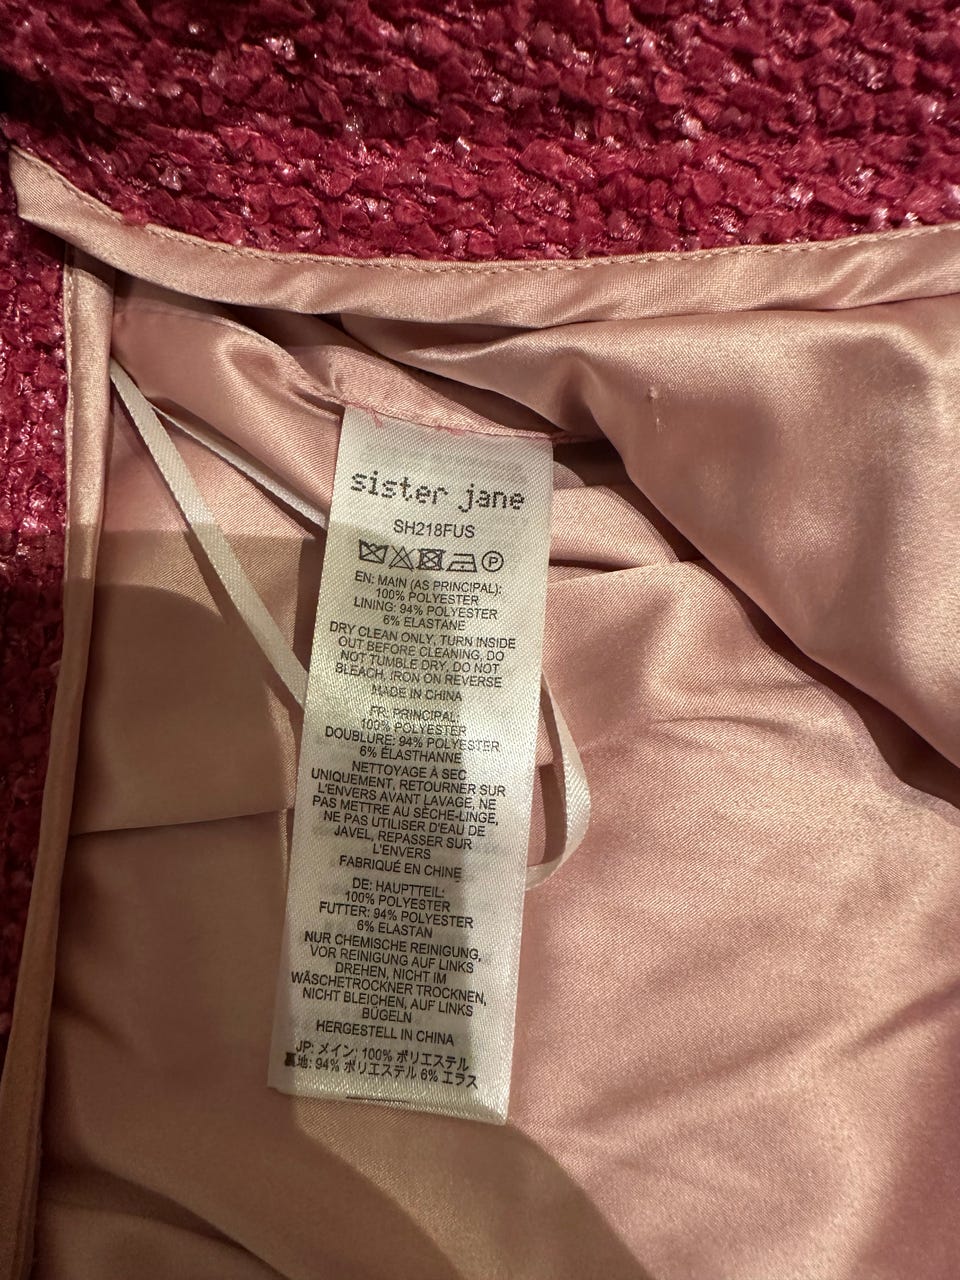 sister jane
SH218FUS
P
EN: MAIN (AS PRINCIPAL):
100% POLYESTER
LINING: 94% POLYESTER
6% ELASTANE
DRY CLEAN ONLY, TURN INSIDE
OUT BEFORE CLEANING, DO
NOT TUMBLE DRY, DO NOT
BLEACH, IRON ON REVERSE
MADE IN CHINA
FR: PRINCIPAL:
100% POLYESTER
DOUBLURE: 94% POLYESTER
6% ÉLASTHANNE
NETTOYAGE À SEC
UNIQUEMENT, RETOURNER SUR
L'ENVERS AVANT LAVAGE, NE
PAS METTRE AU SÈCHE-LINGE,
NE PAS UTILISER D'EAU DE
JAVEL, REPASSER SUR
L'ENVERS
FABRIQUÉ EN CHINE
DE: HAUPTTEIL:
100% POLYESTER
FUTTER: 94% POLYESTER
6% ELASTAN
NUR CHEMISCHE REINIGUNG,
VOR REINIGUNG AUF LINKS
DREHEN, NICHT IM
WÄSCHETROCKNER TROCKNEN,
NICHT BLEICHEN, AUF LINKS
BÜGELN
HERGESTELL IN CHINA
JP: メイン: 100% ポリエステル
裏地: 94% ポリエステル 6% エラス